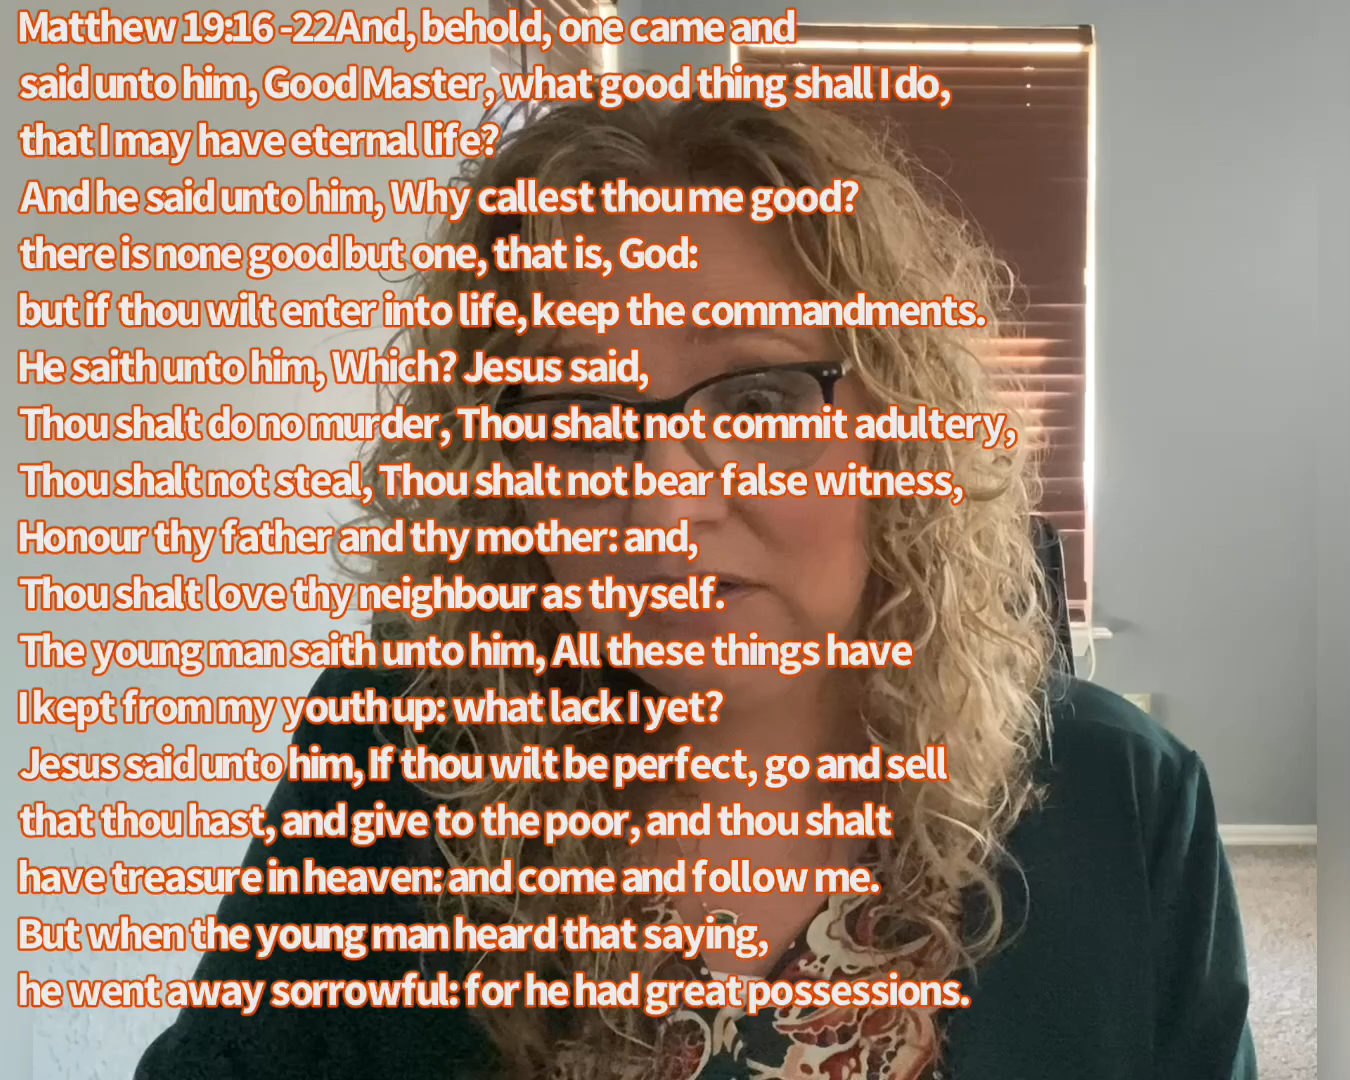 Matthew 19:16 -22And, behold, one came and
said unto him, Good Master, what good thing shall I do,
that I may have eternal life?
And he said unto him, Why callest thou me good?
there is none good but one, that is, God:
but if thou wilt enter into life, keep the commandments.
He saith unto him, Which? Jesus said,
Thou shalt do no murder, Thou shalt not commit adultery,
Thou shalt not steal, Thou shalt not bear false witness,
Honour thy father and thy mother: and,
Thou shalt love thy neighbour as thyself.
The young man saith unto him, All these things have
I kept from my youth up: what lack I yet?
Jesus said unto him, If thou wilt be perfect, go and sell
that thou hast, and give to the poor, and thou shalt
have treasure in heaven: and come and follow me.
But when the young man heard that saying,
he went away sorrowful: for he had great possessions.